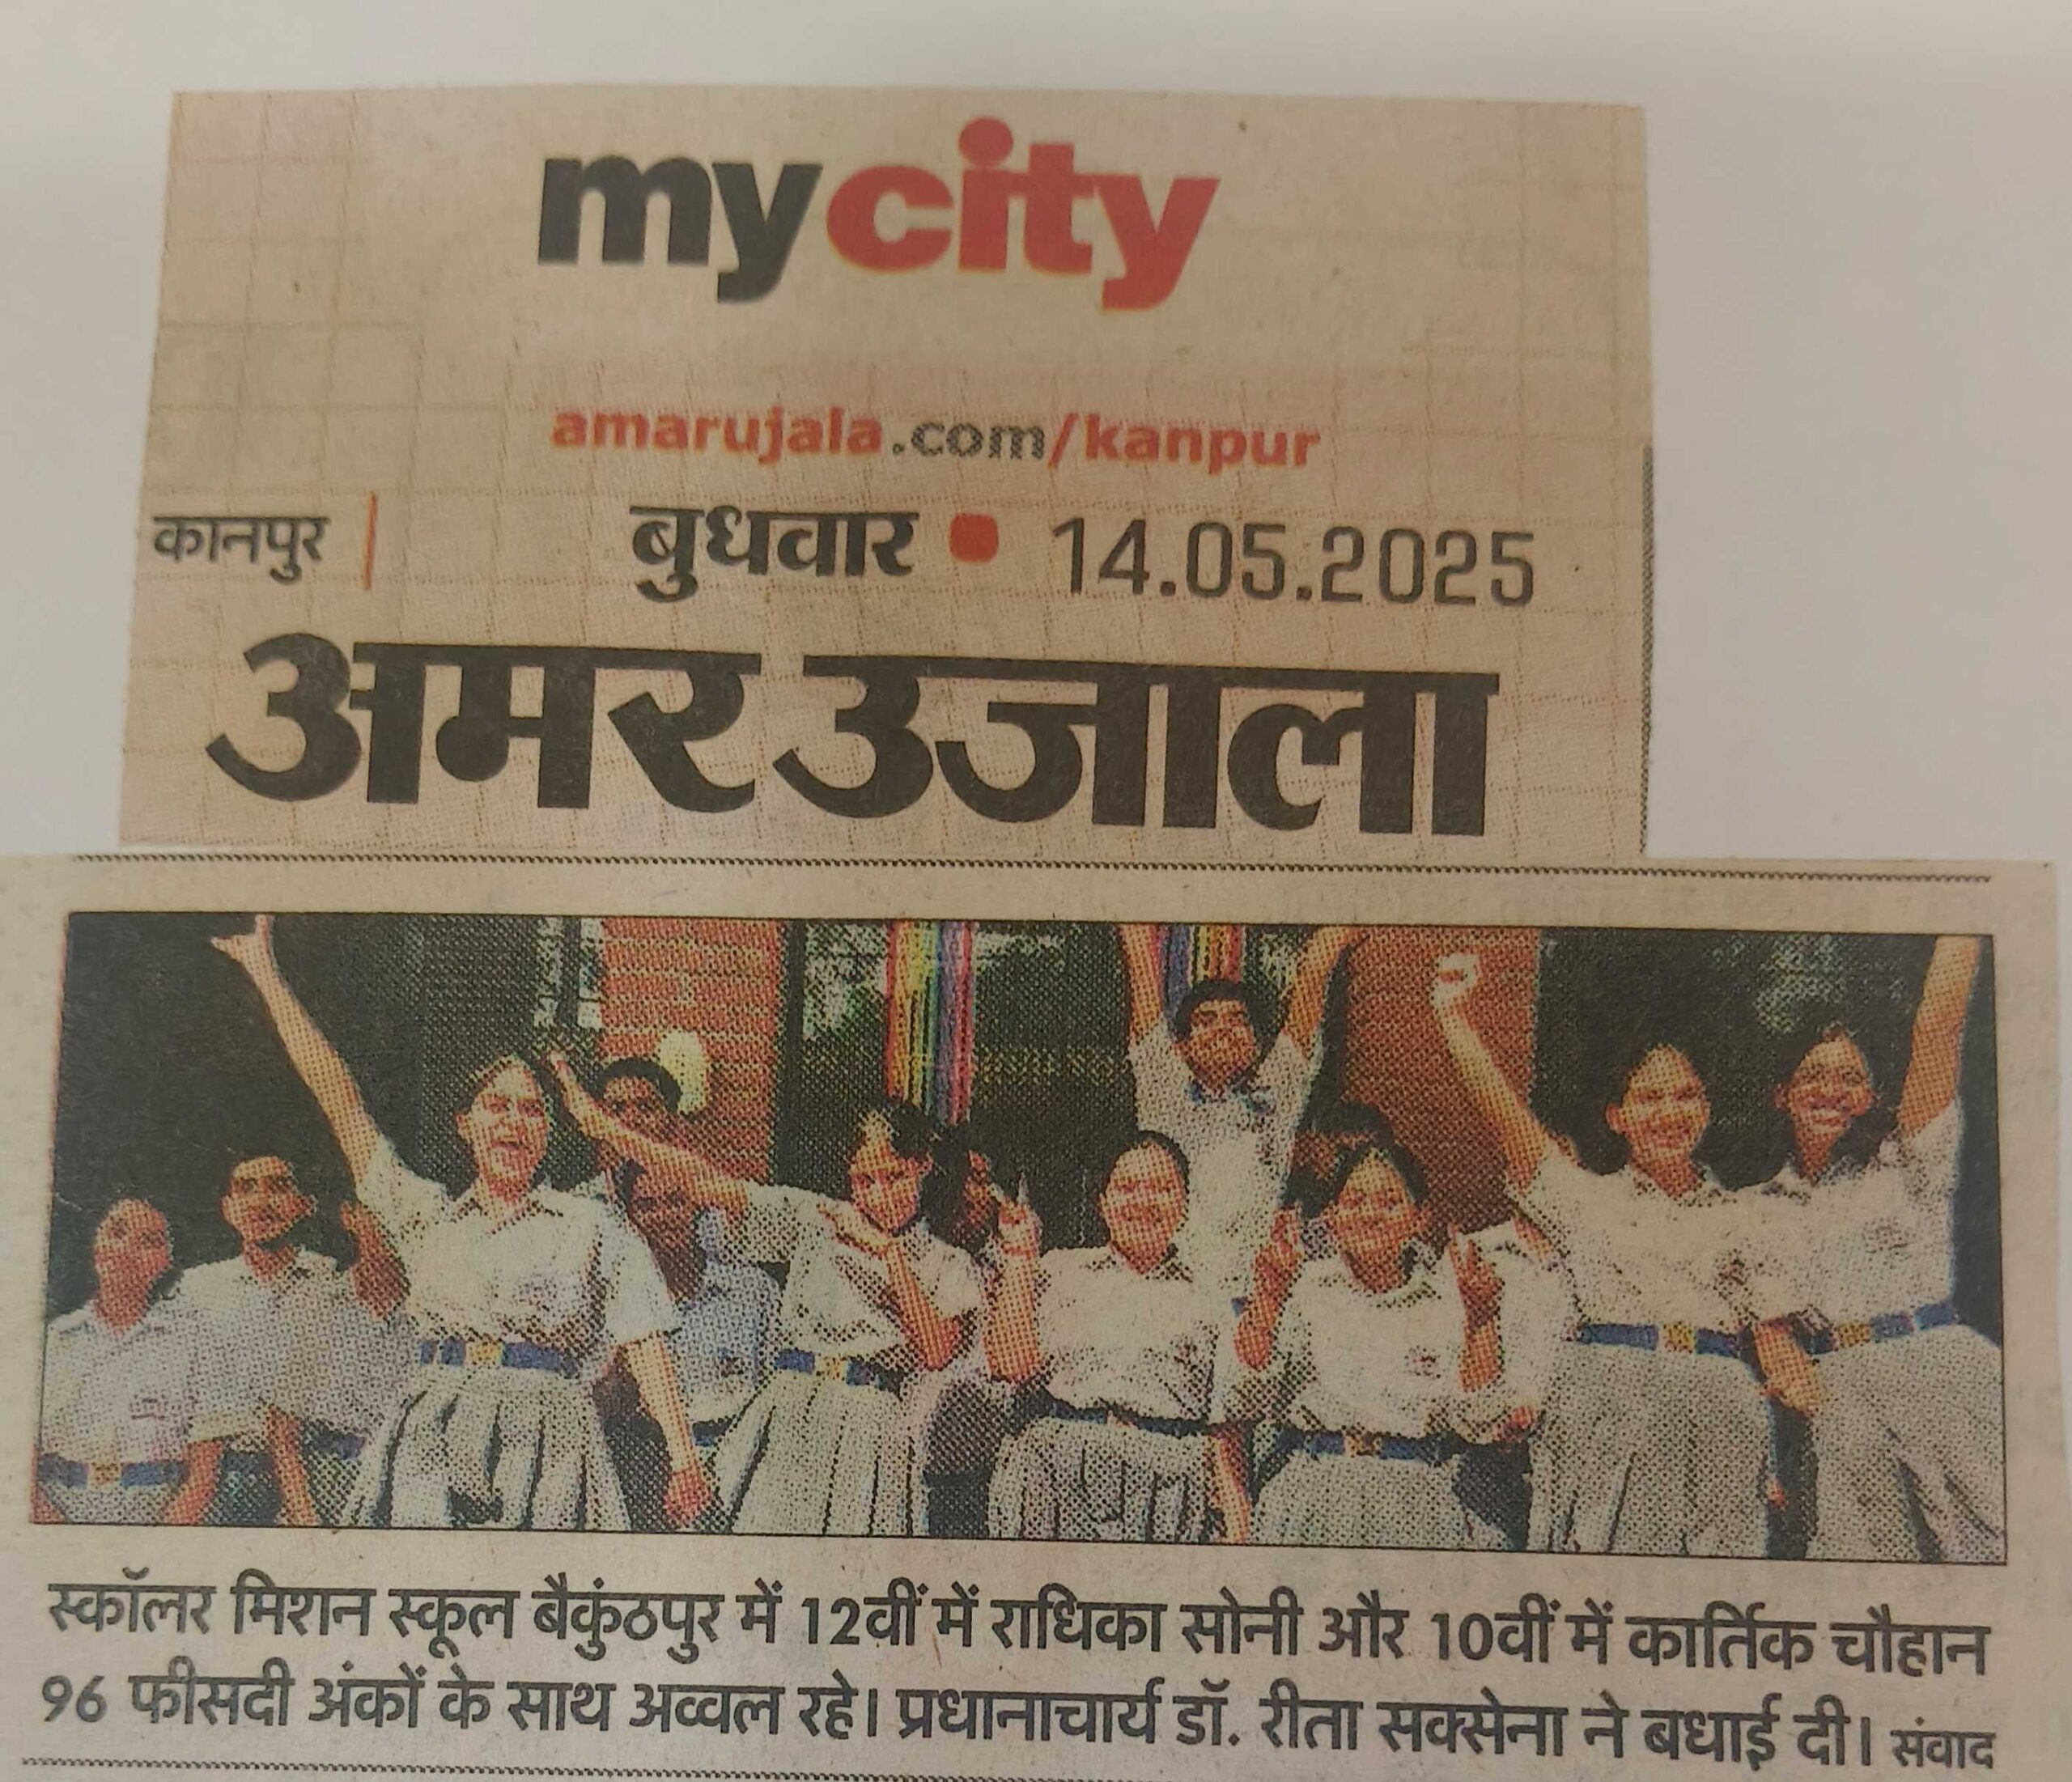 mycity
amarujala.com/kanpur
कानपुर | बुधवार • 14.05.2025
अमर उजाला
स्कॉलर मिशन स्कूल बैकुंठपुर में 12वीं में राधिका सोनी और 10वीं में कार्तिक चौहान
96 फीसदी अंकों के साथ अव्वल रहे। प्रधानाचार्य डॉ. रीता सक्सेना ने बधाई दी। संवाद